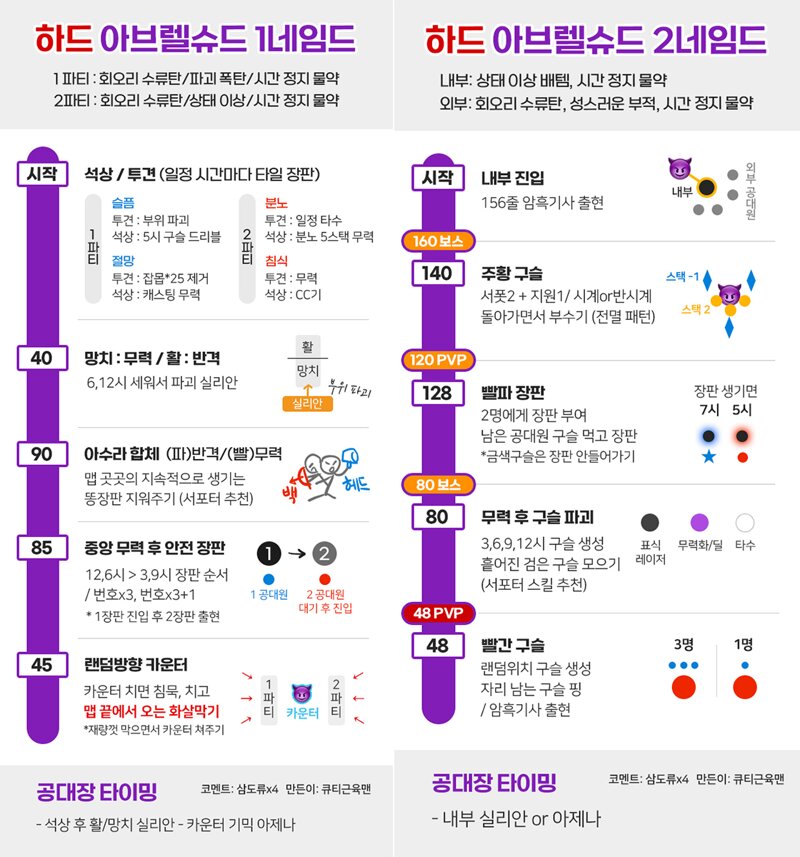 하드 아브렐슈드 1네임드
1 파티 : 회오리 수류탄/파괴 폭탄/시간 정지 물약
2파티 : 회오리 수류탄/상태 이상/시간 정지 물약
시작
석상 / 투견 (일정 시간마다 타일 장판)
1파티
슬픔
투견 : 부위 파괴
석상 : 5시 구슬 드리블
절망
투견 : 잡몹*25 제거
석상 : 캐스팅 무력
2파티
분노
투견 : 일정 타수
석상 : 분노 5스택 무력
침식
투견 : 무력
석상 : CC기
40
망치 : 무력 / 활 : 반격
6,12시 세워서 파괴 실리안
활
망치
실리안
부위 파괴
90
아수라 합체 (파)반격/(빨)무력
맵 곳곳의 지속적으로 생기는
똥장판 지워주기 (서포터 추천)
백
헤드
85
중앙 무력 후 안전 장판
12,6시 > 3,9시 장판 순서
/ 번호x3, 번호x3+1
* 1장판 진입 후 2장판 출현
1
2
1 공대원
2 공대원
대기 후 진입
45
랜덤방향 카운터
카운터 치면 침묵, 치고
맵 끝에서 오는 화살막기
*재량껏 막으면서 카운터 쳐주기
1파티
카운터
2파티
공대장 타이밍
코멘트: 삼도류x4 만든이: 큐티근육맨
- 석상 후 활/망치 실리안 - 카운터 기믹 아제나
하드 아브렐슈드 2네임드
내부: 상태 이상 배템, 시간 정지 물약
외부: 회오리 수류탄, 성스러운 부적, 시간 정지 물약
시작
내부 진입
156줄 암흑기사 출현
내부
외부 공대원
160 보스
140
주황 구슬
서폿2 + 지원1/ 시계or반시계
돌아가면서 부수기 (전멸 패턴)
스택 -1
스택 2
120 PVP
128
빨파 장판
2명에게 장판 부여
남은 공대원 구슬 먹고 장판
*금색구슬은 장판 안들어가기
장판 생기면
7시
5시
80 보스
80
무력 후 구슬 파괴
3,6,9,12시 구슬 생성
흩어진 검은 구슬 모으기
(서포터 스킬 추천)
표식
레이저
무력화/딜
타수
48 PVP
48
빨간 구슬
랜덤위치 구슬 생성
자리 남는 구슬 핑
/ 암흑기사 출현
3명
1명
공대장 타이밍
코멘트: 삼도류x4 만든이: 큐티근육맨
- 내부 실리안 or 아제나